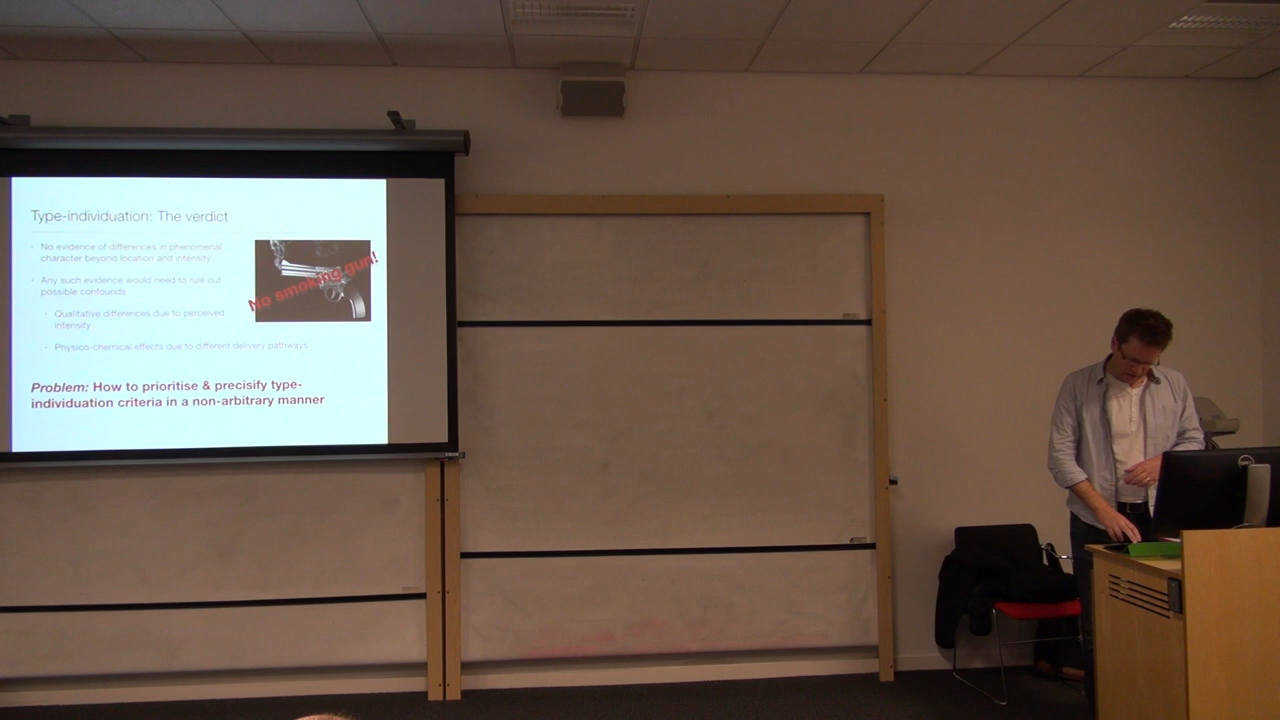 Type-individuation: The verdict
No evidence of differences in phenomenal
character beyond location and intensity
Any such evidence would need to rule out
possible confounds
Qualitative differences due to perceived
intensity
Physico-chemical effects due to different delivery pathways
No smoking gun!
Problem: How to prioritise & precisify type-
individuation criteria in a non-arbitrary manner
DELL